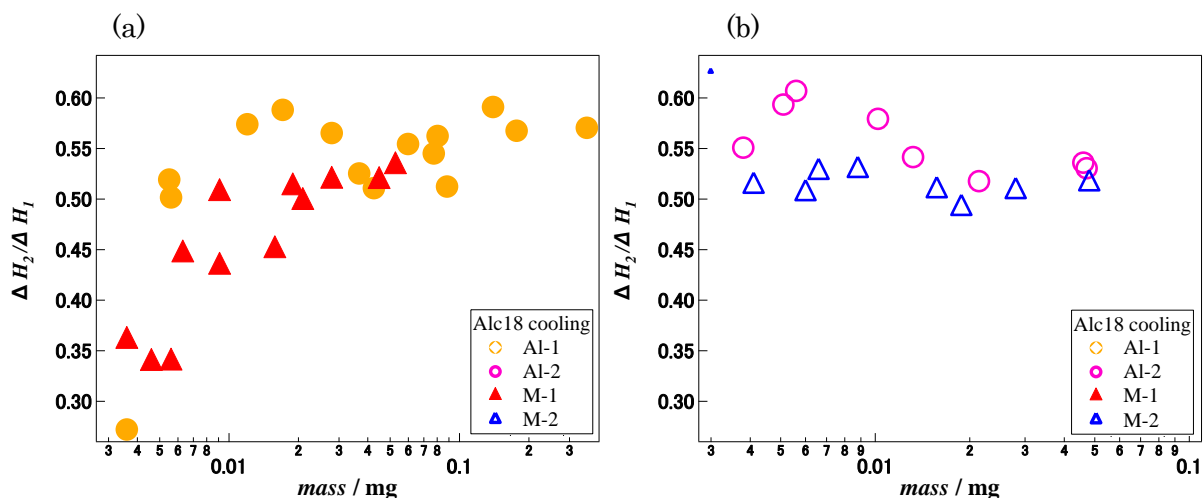 (a)
(b)
0.60
0.55
0.50
0.45
0.40
0.35
0.30
Δ H2/Δ H1
Alc18 cooling
Al-1
Al-2
M-1
M-2
3 4 5 6 7 8 2 3 4 5 6 7 8 2 3
0.01 0.1
mass / mg
0.60
0.55
0.50
0.45
0.40
0.35
0.30
Δ H2/Δ H1
Alc18 cooling
Al-1
Al-2
M-1
M-2
3 4 5 6 7 8 9 2 3 4 5 6 7 8 9
0.01 0.1
mass / mg